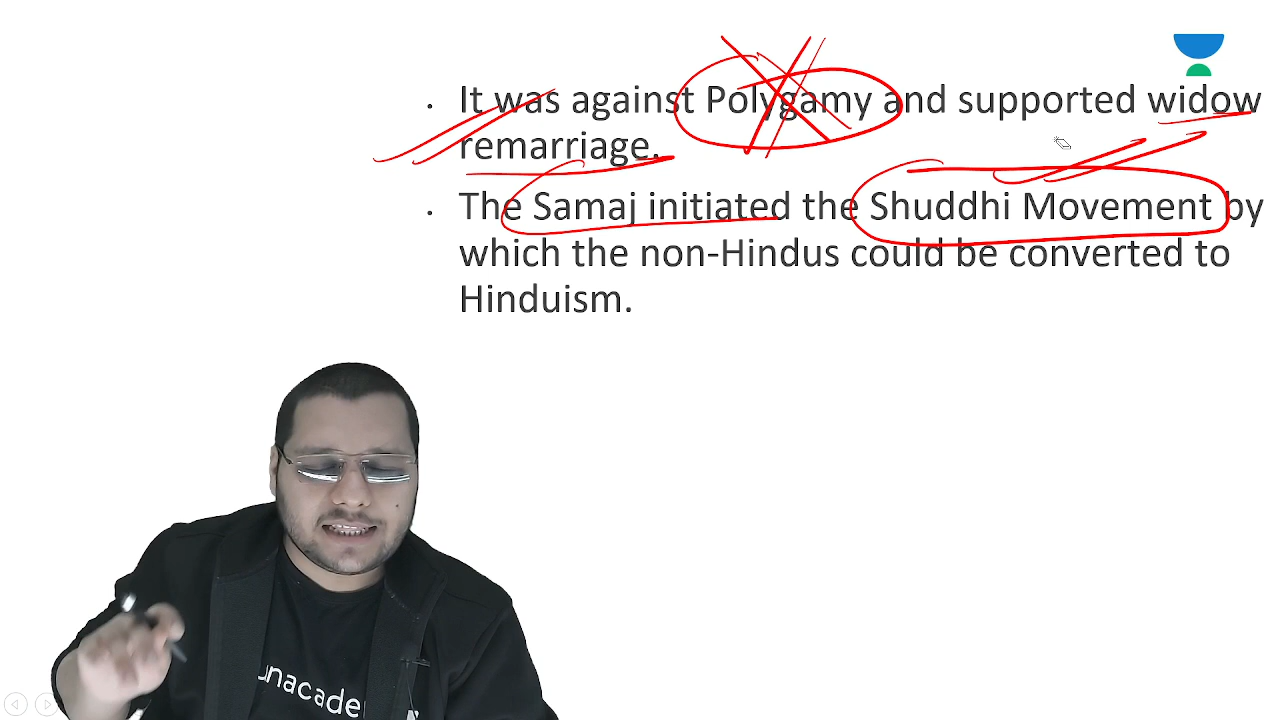 • It was against Polygamy and supported widow
remarriage.
• The Samaj initiated the Shuddhi Movement by
which the non-Hindus could be converted to
Hinduism.
unacade